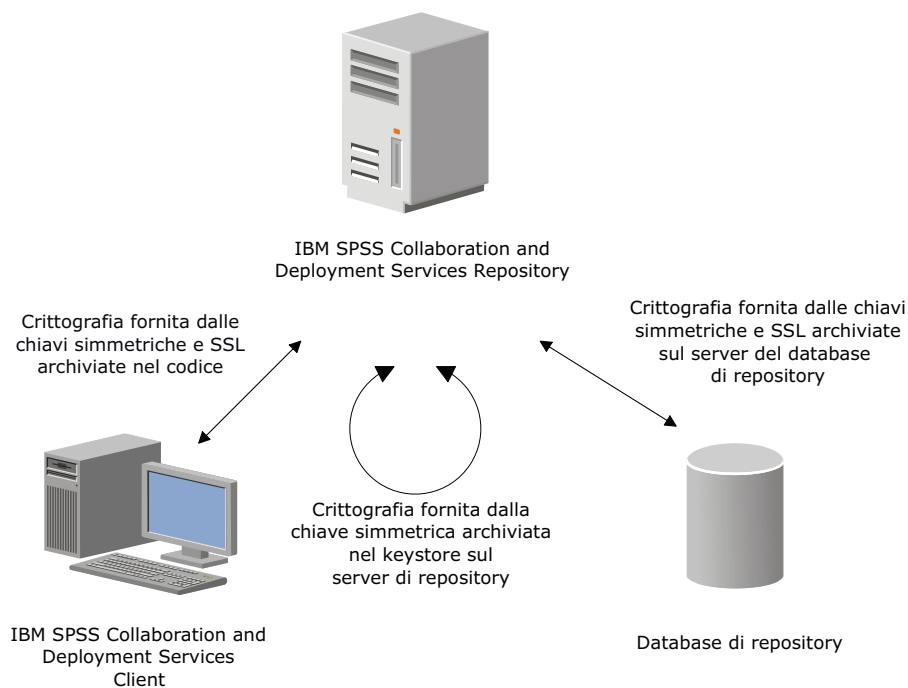 IBM SPSS Collaboration and
Deployment Services Repository
Crittografia fornita dalle
chiavi simmetriche e SSL
archiviate nel codice
Crittografia fornita dalle chiavi
simmetriche e SSL archiviate
sul server del database
di repository
Crittografia fornita dalla
chiave simmetrica archiviata
nel keystore sul
server di repository
IBM SPSS Collaboration and
Deployment Services
Client
Database di repository